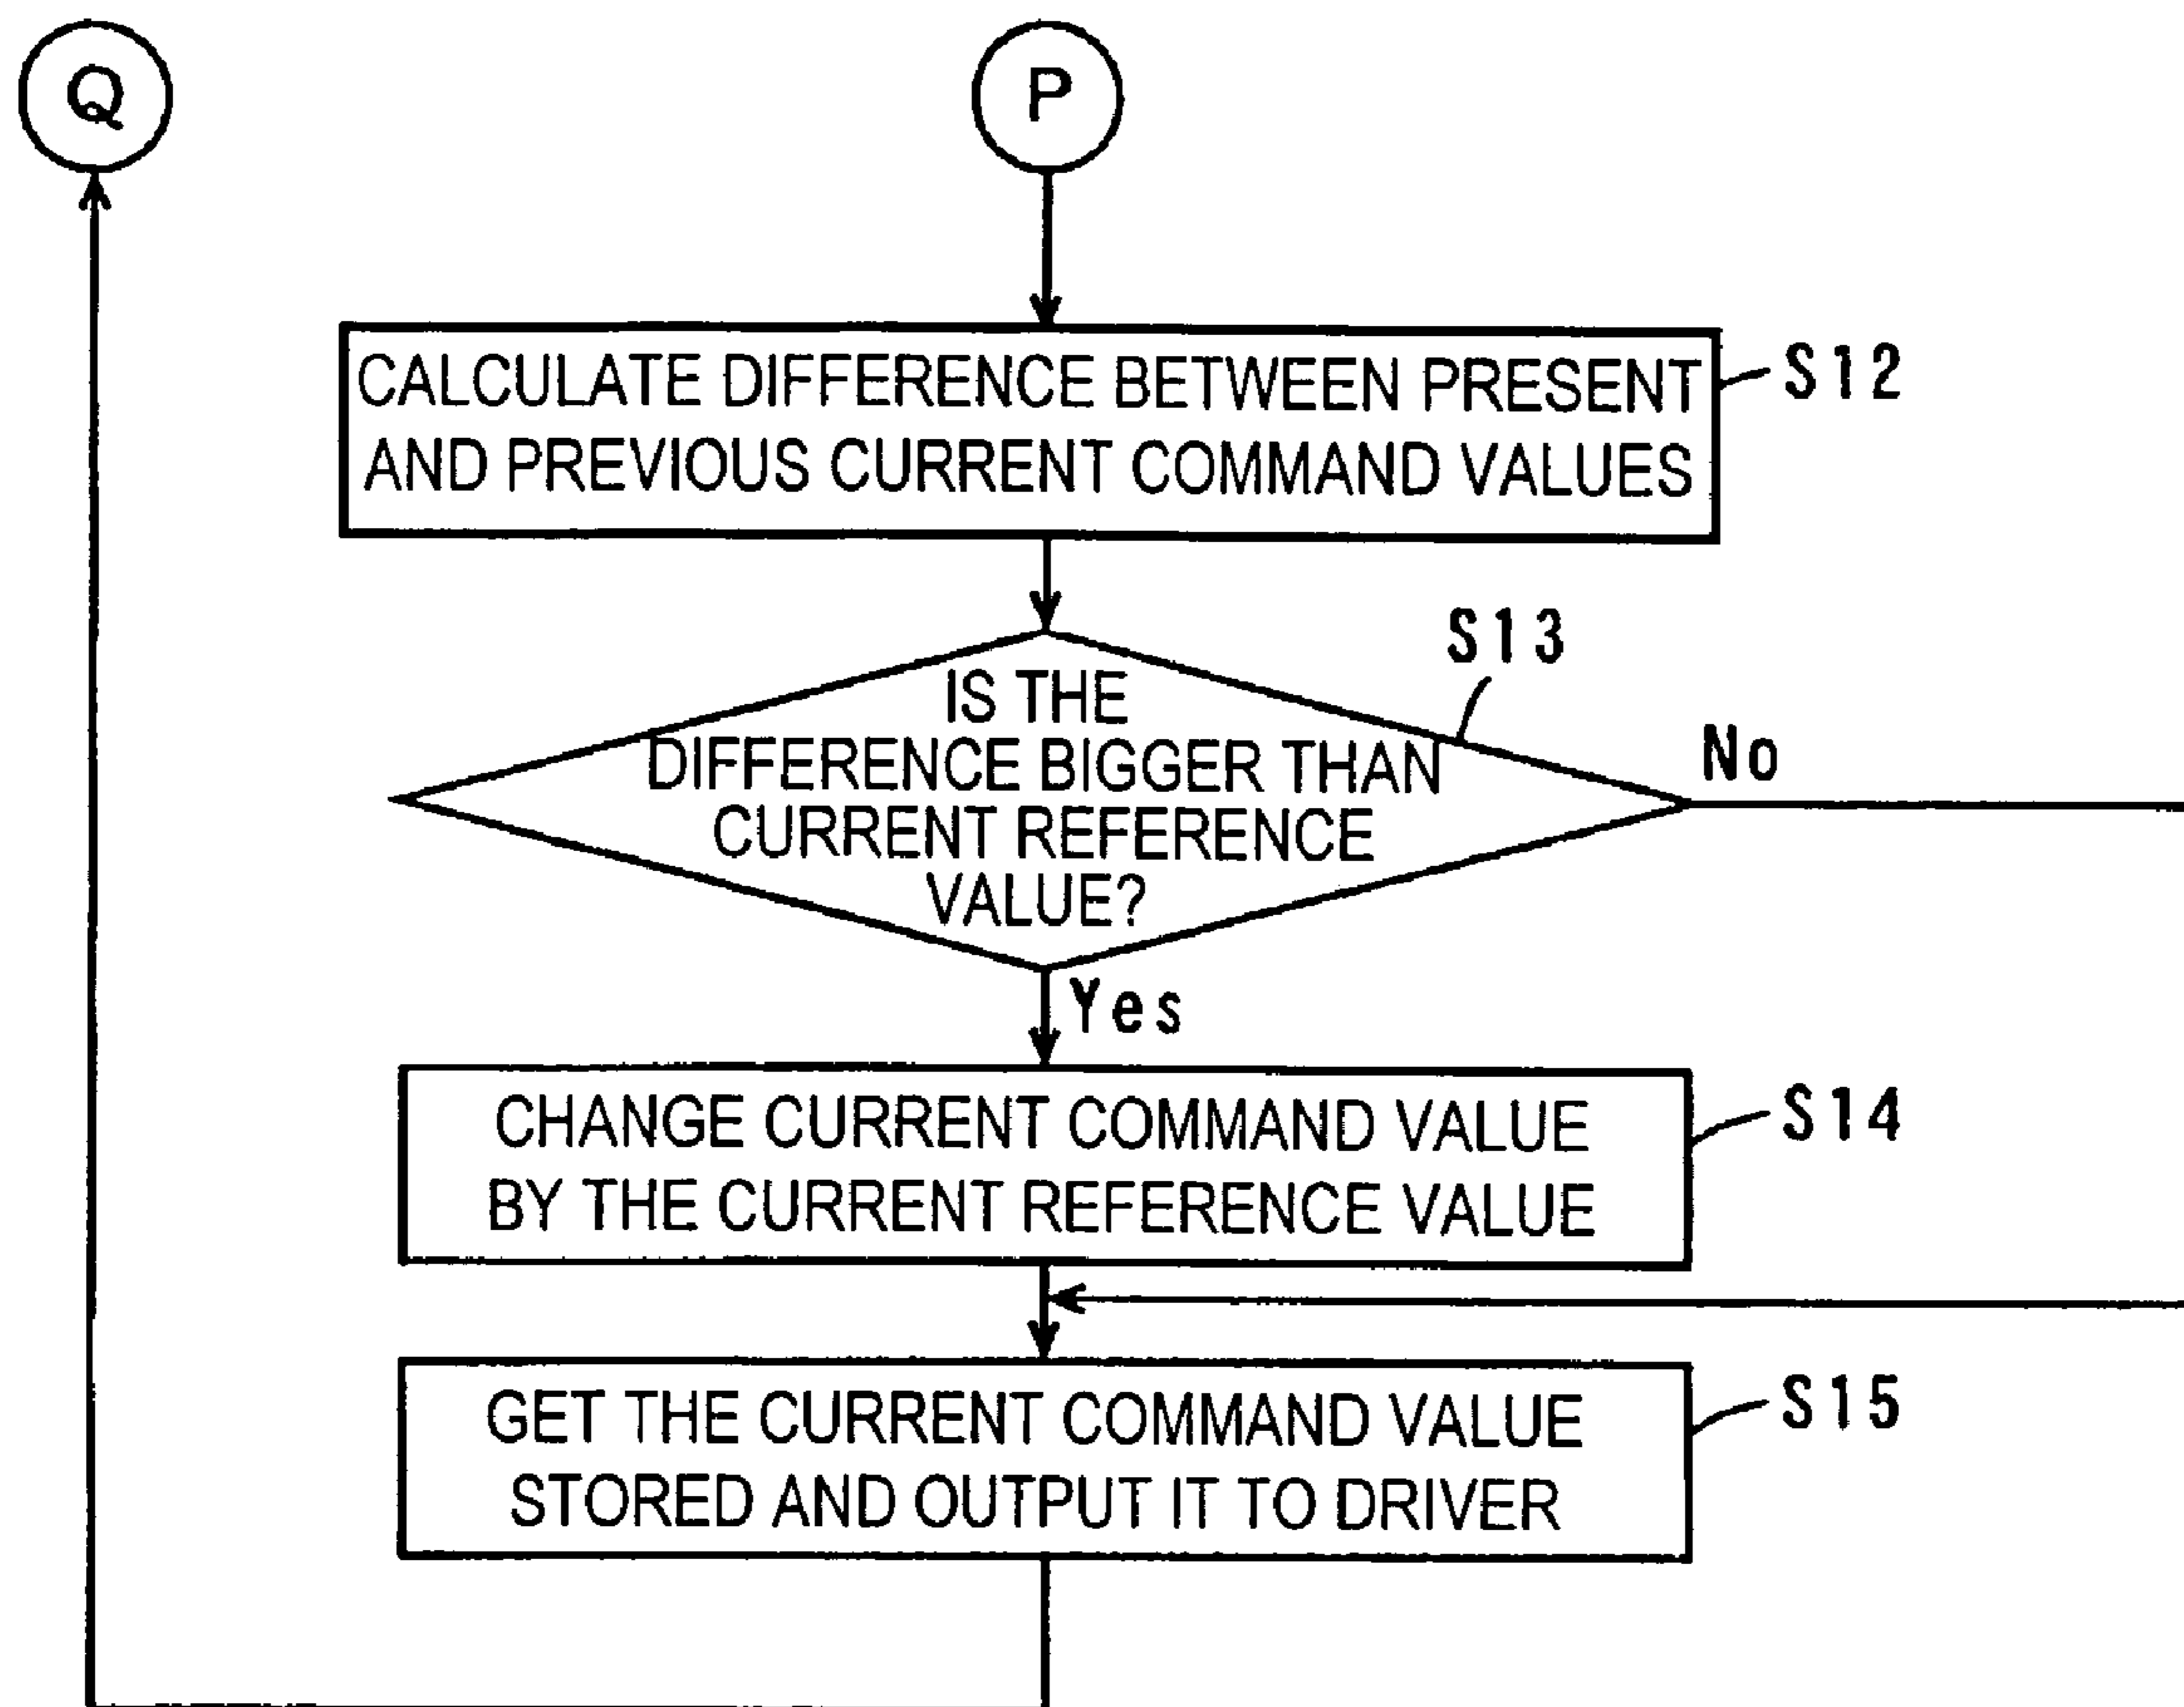 Q
P
CALCULATE DIFFERENCE BETWEEN PRESENT
AND PREVIOUS CURRENT COMMAND VALUES
S12
S13
IS THE
DIFFERENCE BIGGER THAN
CURRENT REFERENCE
VALUE?
No
Yes
CHANGE CURRENT COMMAND VALUE
BY THE CURRENT REFERENCE VALUE
S14
GET THE CURRENT COMMAND VALUE
STORED AND OUTPUT IT TO DRIVER
S15